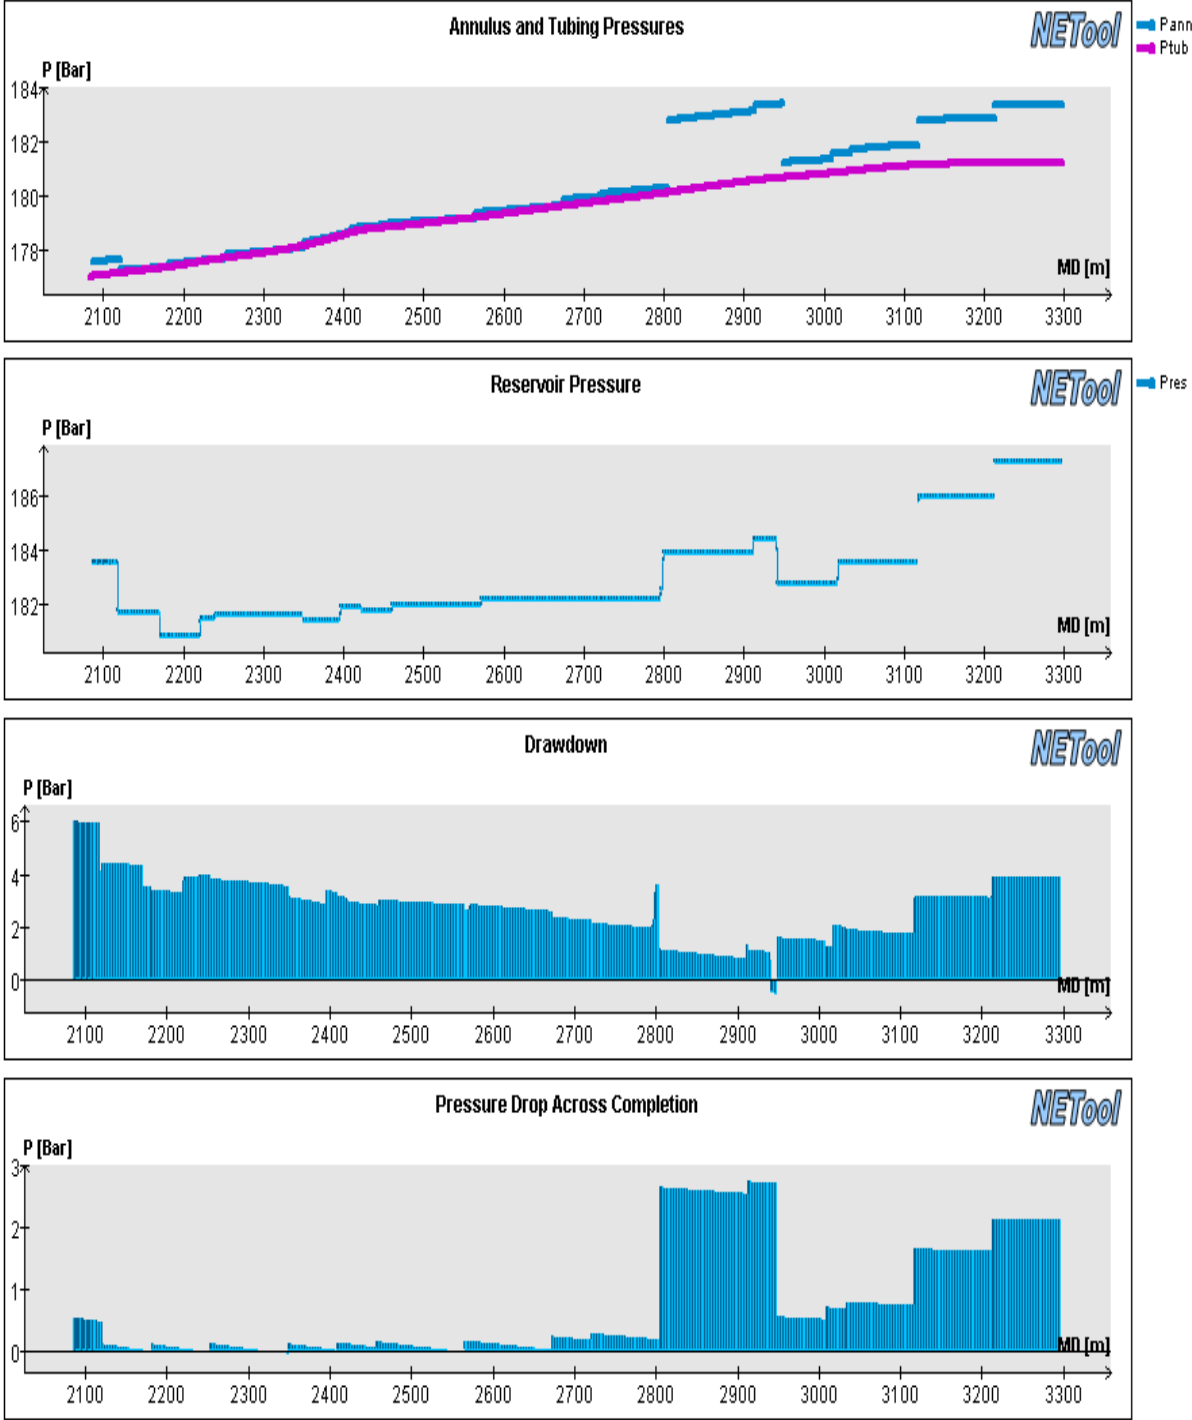 Annulus and Tubing Pressures
NETool
Pann
Ptub
P [Bar]
184
182
180
178
MD [m]
2100 2200 2300 2400 2500 2600 2700 2800 2900 3000 3100 3200 3300
Reservoir Pressure
NETool
Pres
P [Bar]
186
184
182
MD [m]
2100 2200 2300 2400 2500 2600 2700 2800 2900 3000 3100 3200 3300
Drawdown
NETool
P [Bar]
6
4
2
0
MD [m]
2100 2200 2300 2400 2500 2600 2700 2800 2900 3000 3100 3200 3300
Pressure Drop Across Completion
NETool
P [Bar]
3
2
1
0
MD [m]
2100 2200 2300 2400 2500 2600 2700 2800 2900 3000 3100 3200 3300